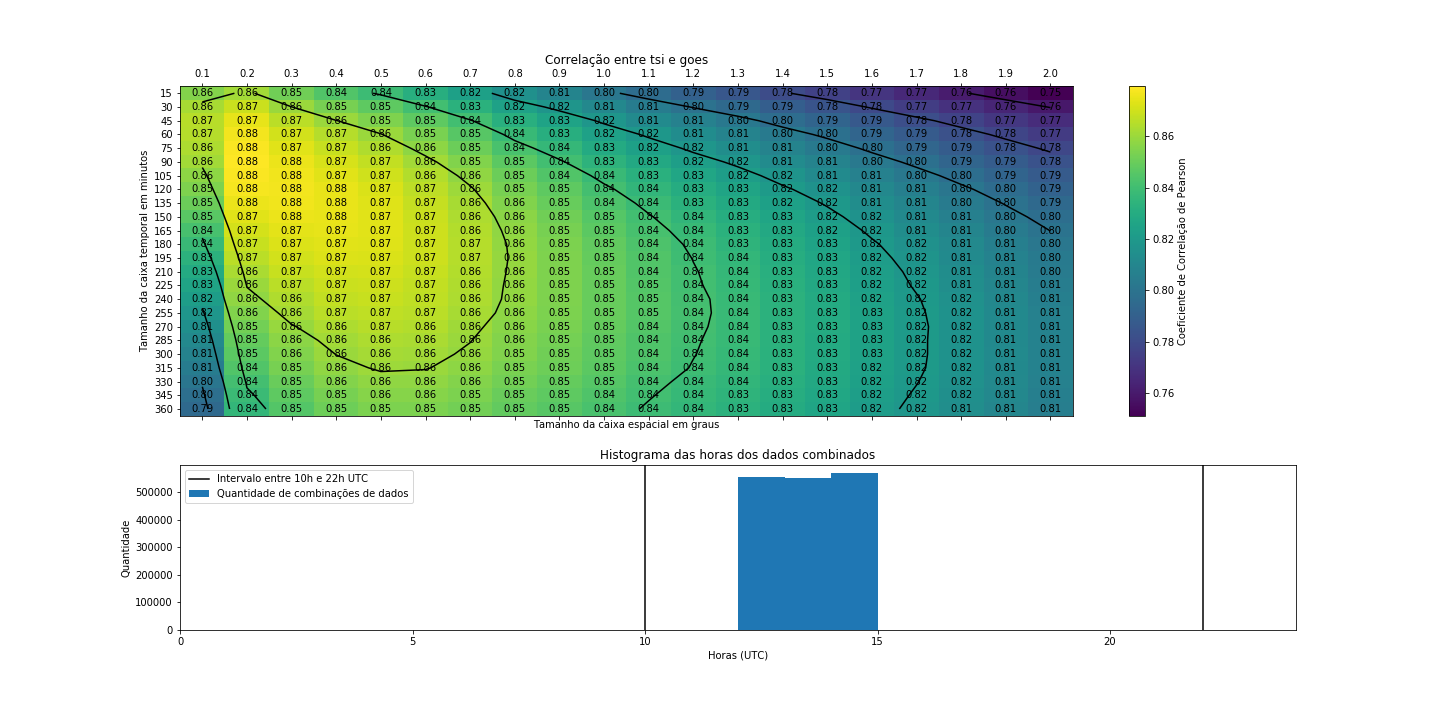 Correlação entre tsi e goes
0.1 0.2 0.3 0.4 0.5 0.6 0.7 0.8 0.9 1.0 1.1 1.2 1.3 1.4 1.5 1.6 1.7 1.8 1.9 2.0
15 0.86 0.86 0.85 0.84 0.84 0.83 0.82 0.82 0.81 0.80 0.80 0.79 0.79 0.78 0.78 0.77 0.77 0.76 0.76 0.75
30 0.86 0.87 0.86 0.85 0.85 0.84 0.83 0.82 0.82 0.81 0.81 0.80 0.79 0.79 0.78 0.78 0.77 0.77 0.76 0.76
45 0.87 0.87 0.87 0.86 0.85 0.85 0.84 0.83 0.83 0.82 0.81 0.81 0.80 0.80 0.79 0.79 0.78 0.78 0.77 0.77
60 0.87 0.88 0.87 0.87 0.86 0.85 0.85 0.84 0.83 0.82 0.82 0.81 0.81 0.80 0.80 0.79 0.79 0.78 0.78 0.77
75 0.86 0.88 0.87 0.87 0.86 0.86 0.85 0.84 0.84 0.83 0.82 0.82 0.81 0.81 0.80 0.80 0.79 0.79 0.78 0.78
90 0.86 0.88 0.88 0.87 0.87 0.86 0.85 0.85 0.84 0.83 0.83 0.82 0.82 0.81 0.81 0.80 0.80 0.79 0.79 0.78
105 0.86 0.88 0.88 0.87 0.87 0.86 0.86 0.85 0.84 0.84 0.83 0.83 0.82 0.82 0.81 0.81 0.80 0.80 0.79 0.79
120 0.85 0.88 0.88 0.88 0.87 0.87 0.86 0.85 0.85 0.84 0.84 0.83 0.83 0.82 0.82 0.81 0.81 0.80 0.80 0.79
135 0.85 0.87 0.88 0.88 0.87 0.87 0.86 0.86 0.85 0.84 0.84 0.83 0.83 0.82 0.82 0.81 0.81 0.80 0.80 0.79
150 0.85 0.87 0.88 0.88 0.87 0.87 0.86 0.86 0.85 0.85 0.84 0.84 0.83 0.83 0.82 0.82 0.81 0.81 0.80 0.80
165 0.84 0.87 0.87 0.87 0.87 0.87 0.86 0.86 0.85 0.85 0.84 0.84 0.83 0.83 0.82 0.82 0.81 0.81 0.80 0.80
180 0.84 0.87 0.87 0.87 0.87 0.87 0.86 0.86 0.85 0.85 0.84 0.84 0.83 0.83 0.82 0.82 0.81 0.81 0.81 0.80
195 0.83 0.87 0.87 0.87 0.87 0.87 0.86 0.86 0.85 0.85 0.84 0.84 0.84 0.83 0.83 0.82 0.82 0.81 0.81 0.80
210 0.83 0.86 0.87 0.87 0.87 0.87 0.86 0.86 0.85 0.85 0.85 0.84 0.84 0.83 0.83 0.82 0.82 0.81 0.81 0.80
225 0.83 0.86 0.87 0.87 0.87 0.87 0.86 0.86 0.85 0.85 0.85 0.84 0.84 0.83 0.83 0.82 0.82 0.82 0.81 0.81
240 0.82 0.86 0.86 0.87 0.87 0.87 0.86 0.86 0.85 0.85 0.85 0.84 0.84 0.83 0.83 0.82 0.82 0.82 0.81 0.81
255 0.82 0.86 0.86 0.87 0.87 0.87 0.86 0.86 0.85 0.85 0.85 0.84 0.84 0.83 0.83 0.83 0.82 0.82 0.81 0.81
270 0.81 0.85 0.86 0.86 0.87 0.86 0.86 0.86 0.85 0.85 0.84 0.84 0.84 0.83 0.83 0.83 0.82 0.82 0.81 0.81
285 0.81 0.85 0.86 0.86 0.86 0.86 0.86 0.86 0.85 0.85 0.84 0.84 0.84 0.83 0.83 0.83 0.82 0.82 0.81 0.81
300 0.81 0.85 0.86 0.86 0.86 0.86 0.86 0.85 0.85 0.85 0.84 0.84 0.84 0.83 0.83 0.83 0.82 0.82 0.81 0.81
315 0.81 0.84 0.85 0.86 0.86 0.86 0.86 0.85 0.85 0.85 0.84 0.84 0.84 0.83 0.83 0.82 0.82 0.82 0.81 0.81
330 0.80 0.84 0.85 0.85 0.86 0.86 0.86 0.85 0.85 0.85 0.84 0.84 0.83 0.83 0.83 0.82 0.82 0.82 0.81 0.81
345 0.80 0.84 0.85 0.85 0.86 0.86 0.85 0.85 0.85 0.84 0.84 0.84 0.83 0.83 0.83 0.82 0.82 0.82 0.81 0.81
360 0.79 0.84 0.85 0.85 0.85 0.85 0.85 0.85 0.85 0.84 0.84 0.84 0.83 0.83 0.83 0.82 0.82 0.81 0.81 0.81
Tamanho da caixa temporal em minutos
Tamanho da caixa espacial em graus
0.86
0.84
0.82
0.80
0.78
0.76
Coeficiente de Correlação de Pearson
Histograma das horas dos dados combinados
Intervalo entre 10h e 22h UTC
Quantidade de combinações de dados
500000
400000
300000
200000
100000
0
Quantidade
0 5 10 15 20
Horas (UTC)